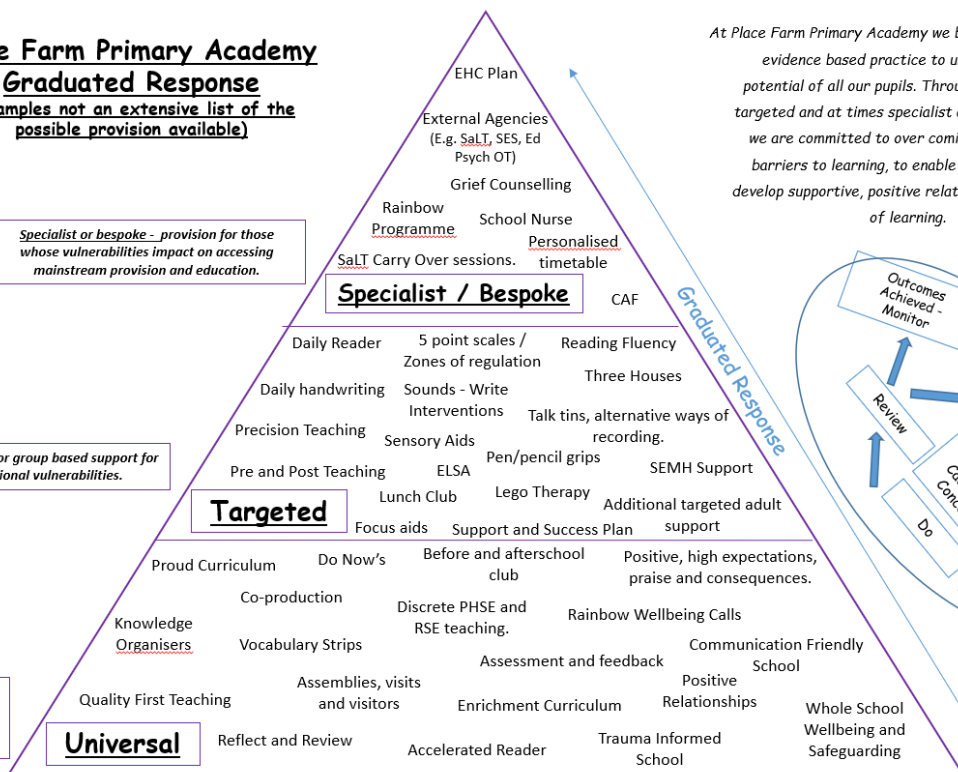 e Farm Primary Academy
Graduated Response
amples not an extensive list of the
possible provision available)
At Place Farm Primary Academy we b
evidence based practice to u
potential of all our pupils. Throu
targeted and at times specialist
we are committed to over comi
barriers to learning, to enable
develop supportive, positive relat
of learning.
EHC Plan
External Agencies
(E.g. SaLT, SES, Ed
Psych OT)
Grief Counselling
Rainbow
Programme
School Nurse
Personalised
timetable
SaLT Carry Over sessions.
Specialist / Bespoke
CAF
Specialist or bespoke - provision for those
whose vulnerabilities impact on accessing
mainstream provision and education.
Graduated Response
Outcomes
Achieved -
Monitor
Review
Do
Daily Reader
5 point scales /
Zones of regulation
Reading Fluency
Three Houses
Daily handwriting
Sounds - Write
Interventions
Talk tins, alternative ways of
recording.
Precision Teaching
Sensory Aids
Pen/pencil grips
Pre and Post Teaching
ELSA
SEMH Support
Lunch Club
Lego Therapy
Additional targeted adult
support
Targeted
Focus aids
Support and Success Plan
or group based support for
ional vulnerabilities.
Proud Curriculum
Do Now's
Before and afterschool
club
Positive, high expectations,
praise and consequences.
Co-production
Discrete PHSE and
RSE teaching.
Rainbow Wellbeing Calls
Knowledge
Organisers
Vocabulary Strips
Communication Friendly
School
Assessment and feedback
Quality First Teaching
Assemblies, visits
and visitors
Enrichment Curriculum
Positive
Relationships
Whole School
Wellbeing and
Safeguarding
Universal
Reflect and Review
Accelerated Reader
Trauma Informed
School